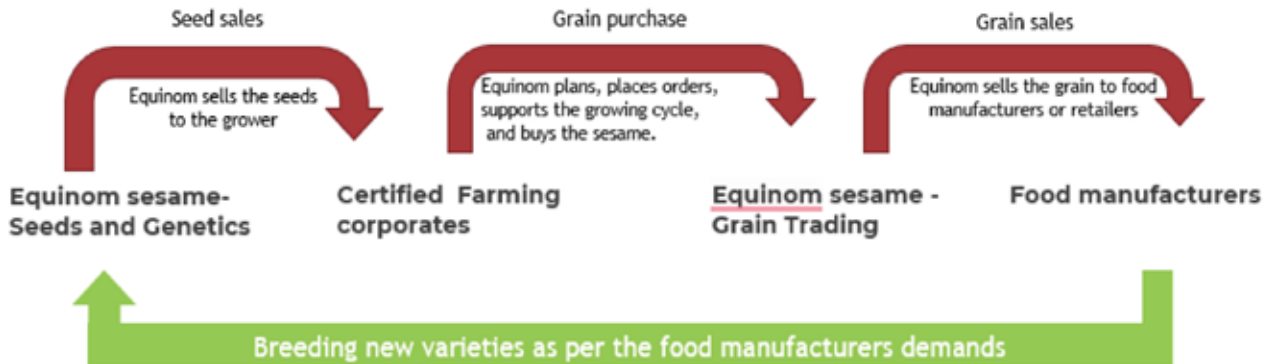 Seed sales
Equinom sells the seeds
to the grower
Grain purchase
Equinom plans, places orders,
supports the growing cycle,
and buys the sesame.
Grain sales
Equinom sells the grain to food
manufacturers or retailers
Equinom sesame-
Seeds and Genetics
Certified Farming
corporates
Equinom sesame -
Grain Trading
Food manufacturers
Breeding new varieties as per the food manufacturers demands